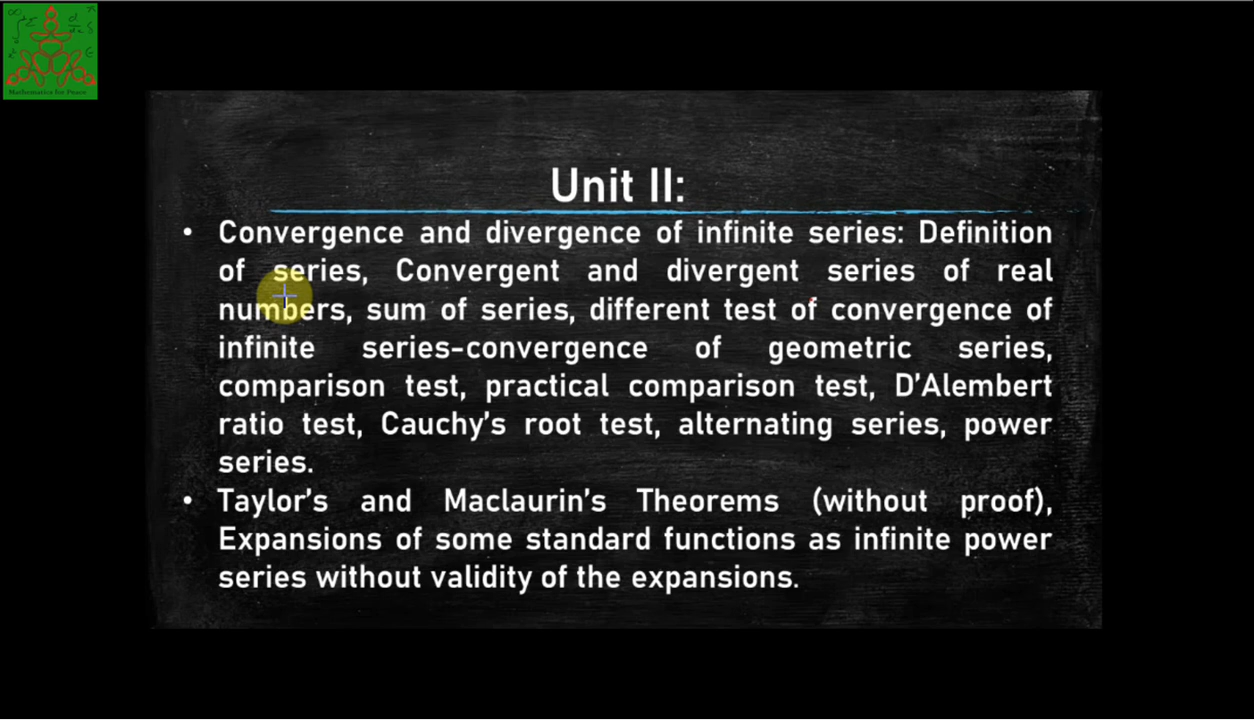 Mathematics for Peace
Unit II:
• Convergence and divergence of infinite series: Definition
of series, Convergent and divergent series of real
numbers, sum of series, different test of convergence of
infinite series-convergence of geometric series,
comparison test, practical comparison test, D'Alembert
ratio test, Cauchy's root test, alternating series, power
series.
• Taylor's and Maclaurin's Theorems (without proof),
Expansions of some standard functions as infinite power
series without validity of the expansions.